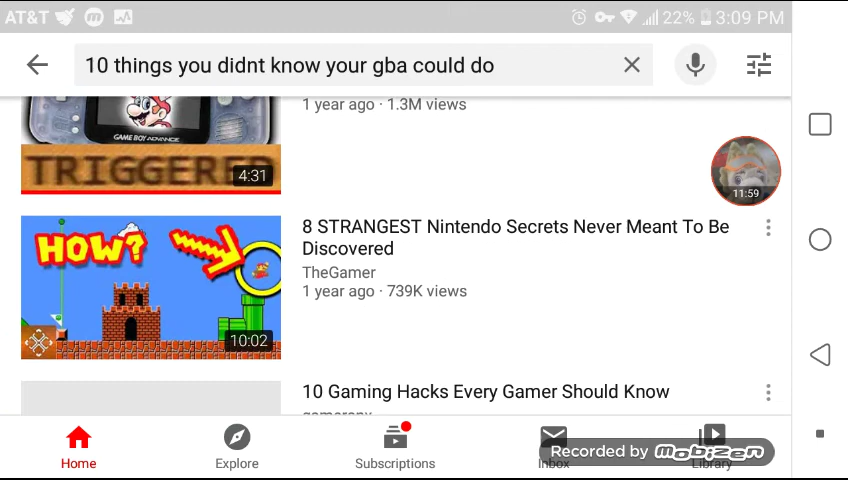 AT&T
22% 3:09 PM
10 things you didnt know your gba could do
GAME BOY ADVANCE
TRIGGERED
4:31
1 year ago · 1.3M views
11:59
HOW?
10:02
8 STRANGEST Nintendo Secrets Never Meant To Be
Discovered
TheGamer
1 year ago · 739K views
10 Gaming Hacks Every Gamer Should Know
gameranx
Home
Explore
Subscriptions
Inbox
Library
Recorded by Mobizen